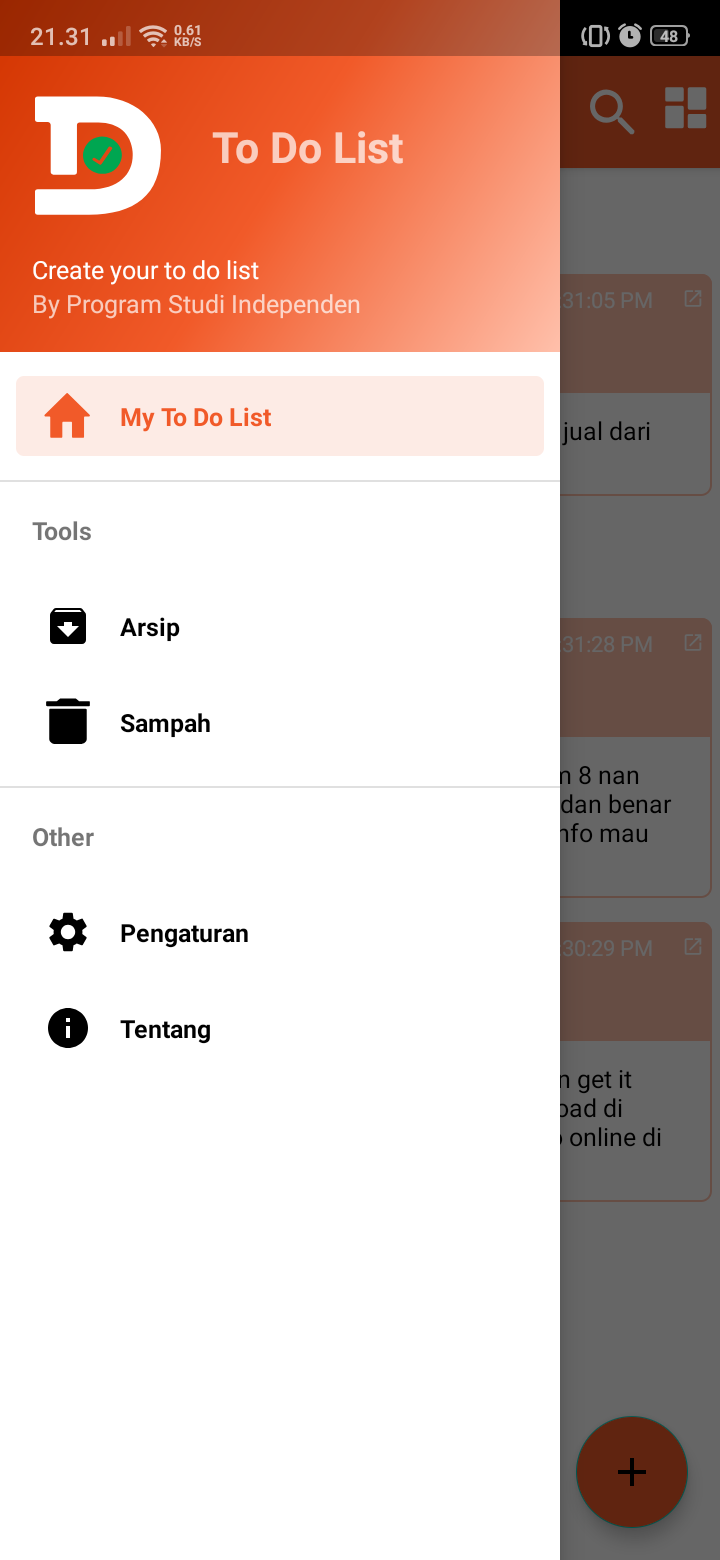 21.31
0.61
KB/S
48
To Do List
Create your to do list
By Program Studi Independen
My To Do List
Tools
Arsip
Sampah
Other
Pengaturan
Tentang
31:05 PM
jual dari
31:28 PM
8 nan
dan benar
mau
30:29 PM
get it
di
online di